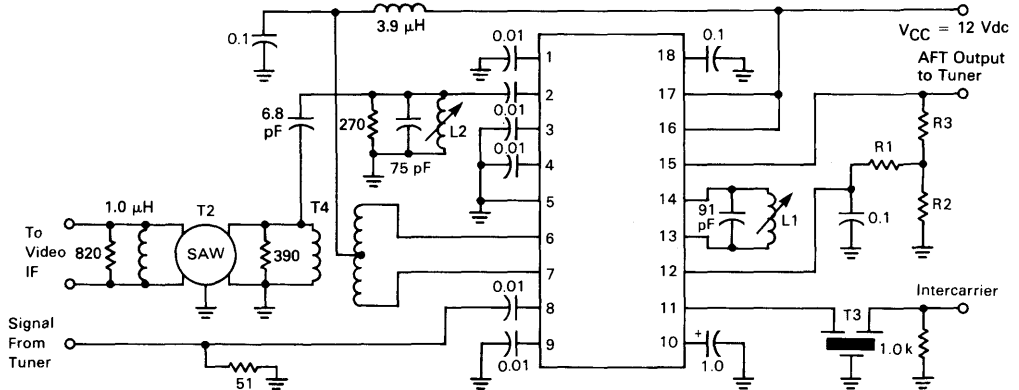 3.9 μH
V_CC = 12 Vdc
0.1
0.01
1
18
0.1
AFT Output
to Tuner
2
17
6.8
pF
270
L2
75 pF
0.01
3
16
R3
0.01
4
15
R1
5
14
91
pF
L1
0.1
R2
1.0 μH
T2
T4
To
Video
IF
820
SAW
390
6
13
7
12
Signal
From
Tuner
0.01
8
11
Intercarrier
T3
9
0.01
10
+
1.0
1.0 k
51